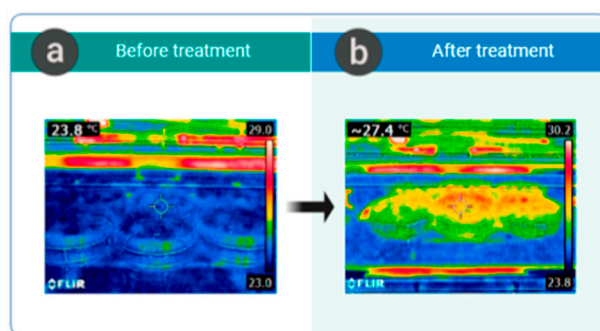 a
Before treatment
b
After treatment
23.8 °C
29.0
~27.4 °C
30.2
FLIR
23.0
FLIR
23.8